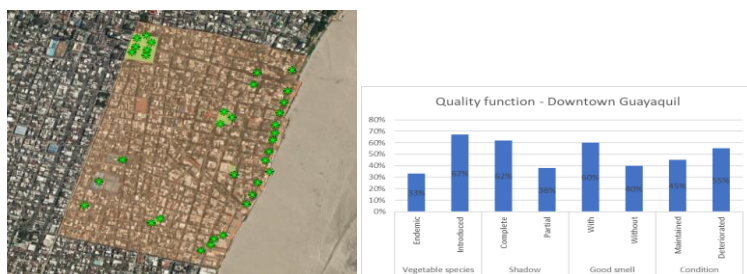 Quality function - Downtown Guayaquil
80%
70%
60%
50%
40%
30%
20%
10%
0%
33%
67%
62%
38%
60%
40%
45%
55%
Endemic
Introduced
Complete
Partial
With
Without
Maintained
Deteriorated
Vegetable species
Shadow
Good smell
Condition